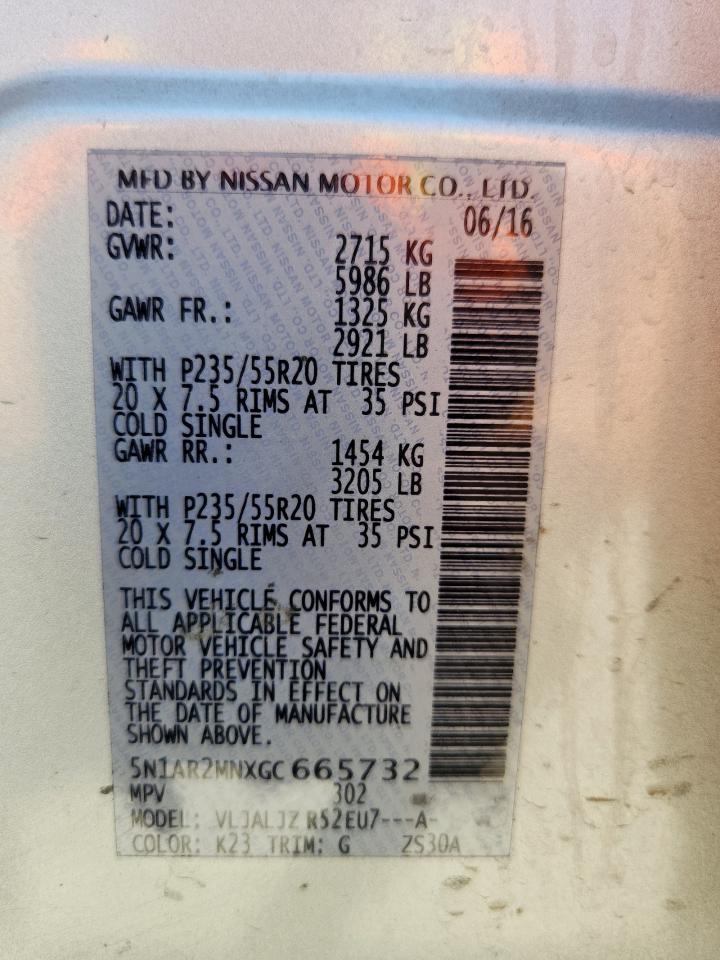 MFD BY NISSAN MOTOR CO., LTD.
DATE: 06/16
GVWR: 2715 KG
5986 LB
GAWR FR.: 1325 KG
2921 LB
WITH P235/55R20 TIRES
20 X 7.5 RIMS AT 35 PSI
COLD SINGLE
GAWR RR.: 1454 KG
3205 LB
WITH P235/55R20 TIRES
20 X 7.5 RIMS AT 35 PSI
COLD SINGLE
THIS VEHICLE CONFORMS TO
ALL APPLICABLE FEDERAL
MOTOR VEHICLE SAFETY AND
THEFT PREVENTION
STANDARDS IN EFFECT ON
THE DATE OF MANUFACTURE
SHOWN ABOVE.
5N1AR2MNXGC665732
MPV 302
MODEL: VLJALJZ R52EU7---A-
COLOR: K23 TRIM: G ZS30A